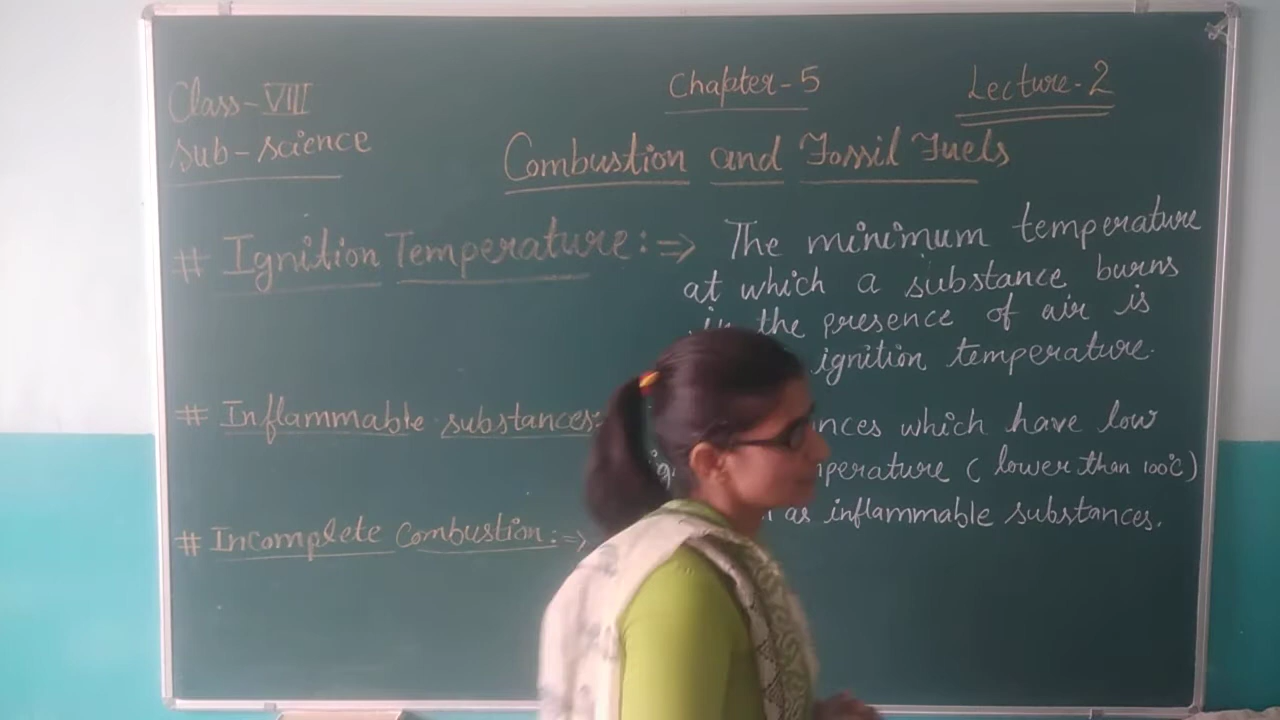 Class-VIII
Chapter-5
Lecture-2
Sub-science
Combustion and Fossil Fuels
# Ignition Temperature:⇒ The minimum temperature
at which a substance burns
in the presence of air is
ignition temperature.
# Inflammable substances:
which have low
(lower than 100°C)
as inflammable substances.
# Incomplete Combustion:⇒